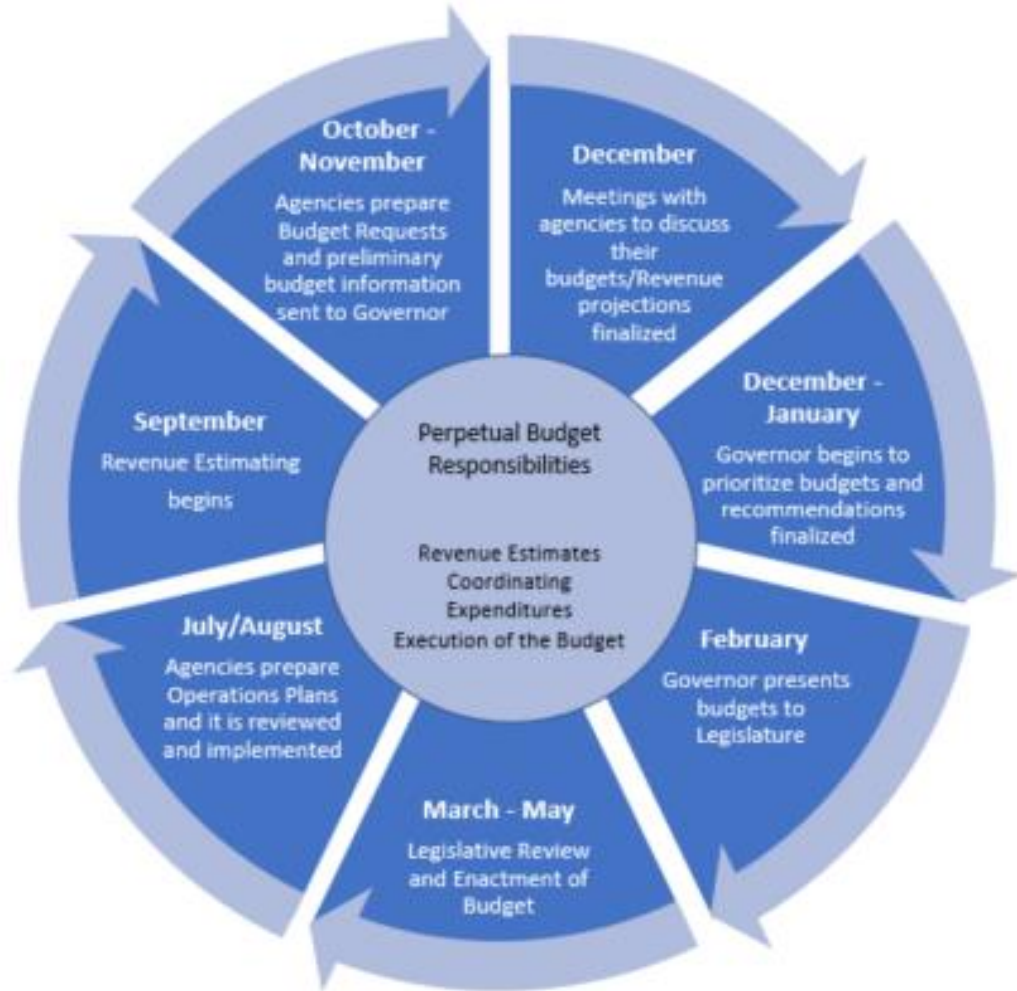 October -
November
Agencies prepare
Budget Requests
and preliminary
budget information
sent to Governor
December
Meetings with
agencies to discuss
their
budgets/Revenue
projections
finalized
December -
January
Governor begins to
prioritize budgets and
recommendations
finalized
February
Governor presents
budgets to
Legislature
March - May
Legislative Review
and Enactment of
Budget
July/August
Agencies prepare
Operations Plans
and it is reviewed
and implemented
September
Revenue Estimating
begins
Perpetual Budget
Responsibilities
Revenue Estimates
Coordinating
Expenditures
Execution of the Budget